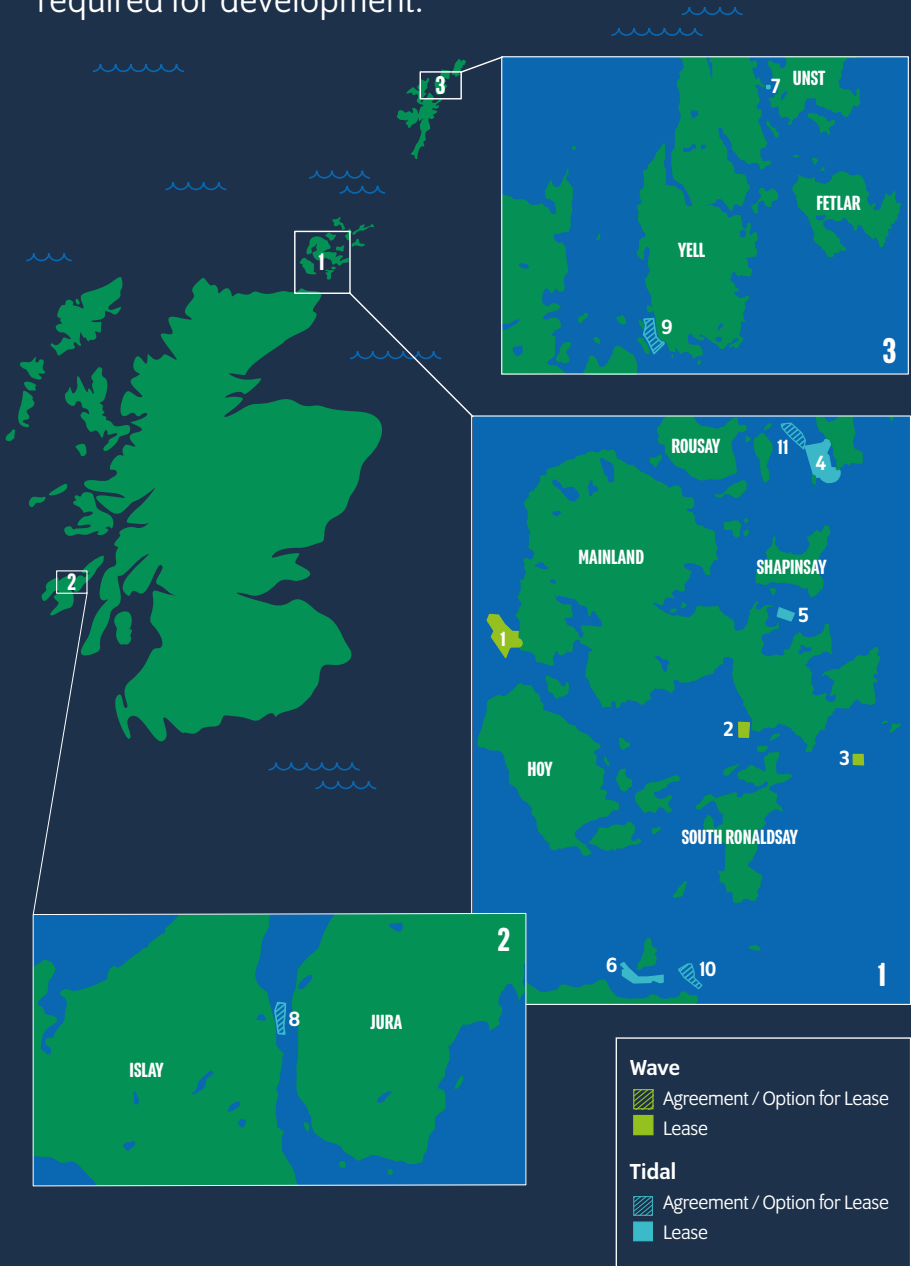 required for development.
3
7 UNST
FETLAR
YELL
9
3
1
ROUSAY
11
4
MAINLAND
SHAPINSAY
5
1
2
2
3
HOY
SOUTH RONALDSAY
6
10
1
2
8
JURA
ISLAY
Wave
Agreement / Option for Lease
Lease
Tidal
Agreement / Option for Lease
Lease